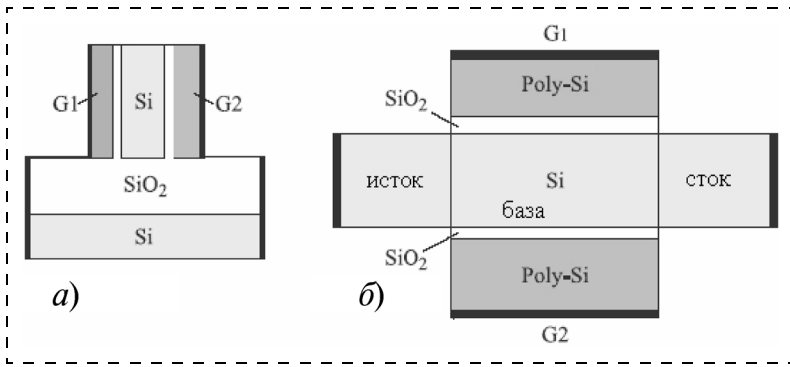 G1
Si
G2
SiO2
Si
а)
G1
Poly-Si
SiO2
исток
Si
сток
база
SiO2
Poly-Si
G2
б)